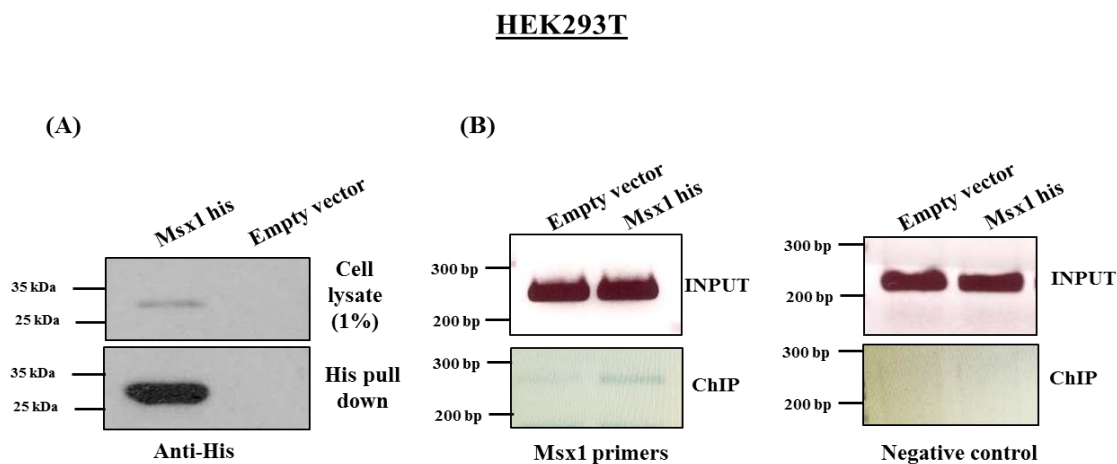 HEK293T
(A)
Msx1 his
Empty vector
35 kDa
25 kDa
Cell
lysate
(1%)
35 kDa
25 kDa
His pull
down
Anti-His
(B)
Empty vector
Msx1 his
300 bp
200 bp
INPUT
300 bp
200 bp
ChIP
Msx1 primers
Empty vector
Msx1 his
300 bp
200 bp
INPUT
300 bp
200 bp
ChIP
Negative control